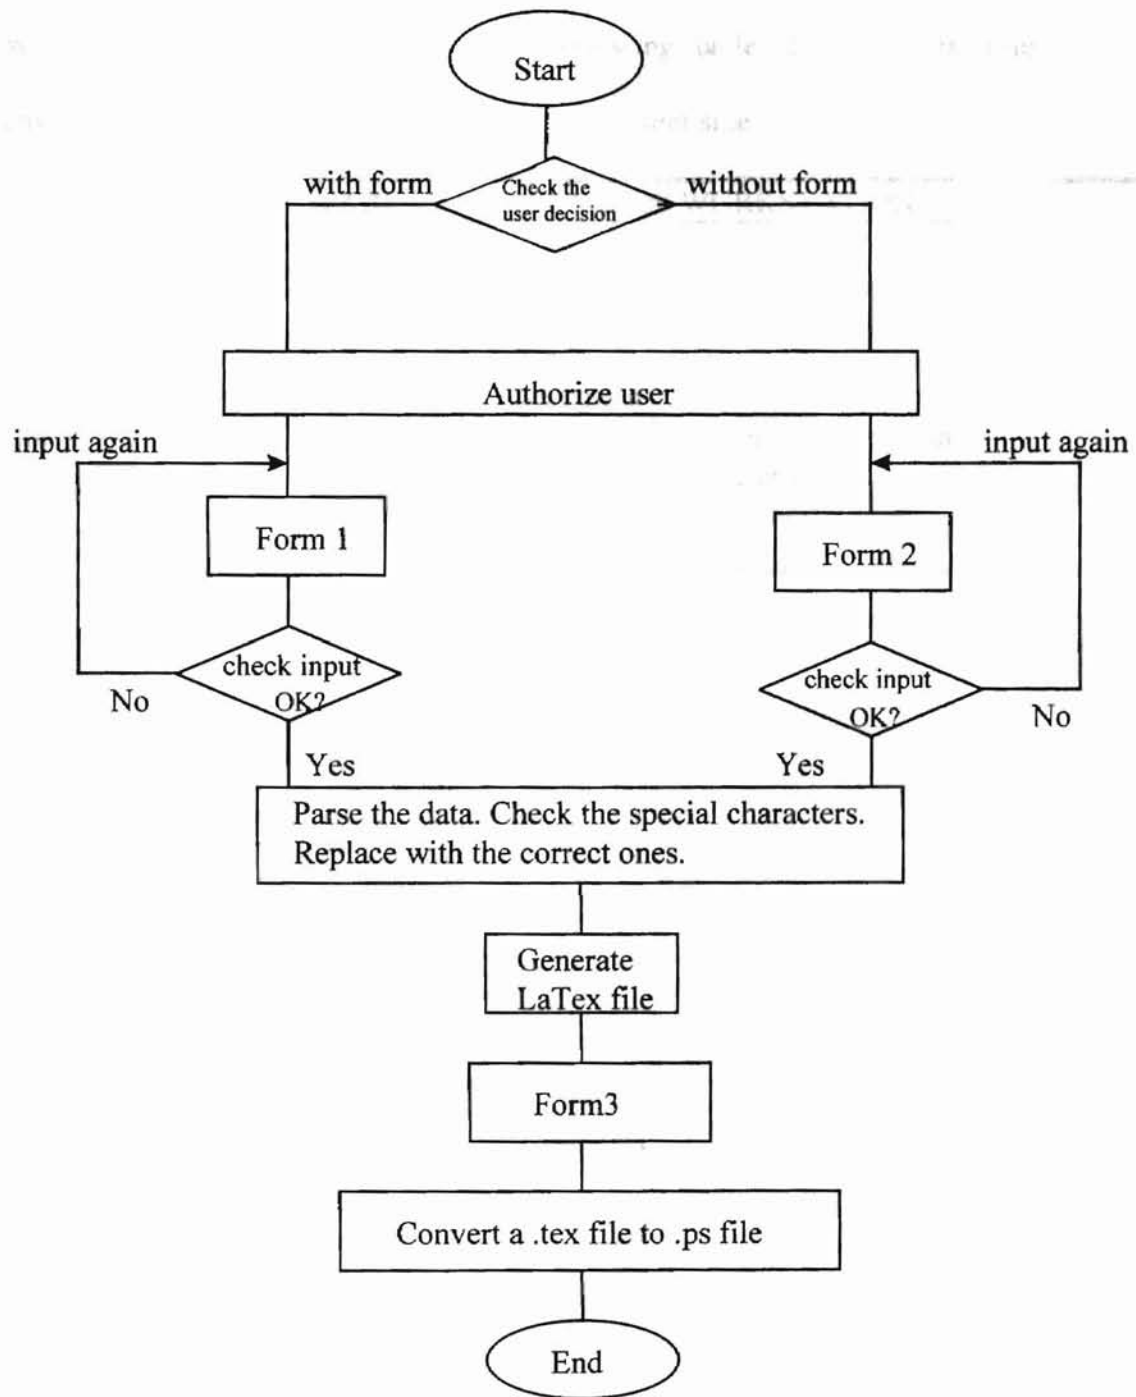 Start
with form
Check the
user decision
without form
Authorize user
input again
input again
Form 1
Form 2
check input
OK?
No
check input
OK?
No
Yes
Yes
Parse the data. Check the special characters.
Replace with the correct ones.
Generate
LaTex file
Form3
Convert a .tex file to .ps file
End